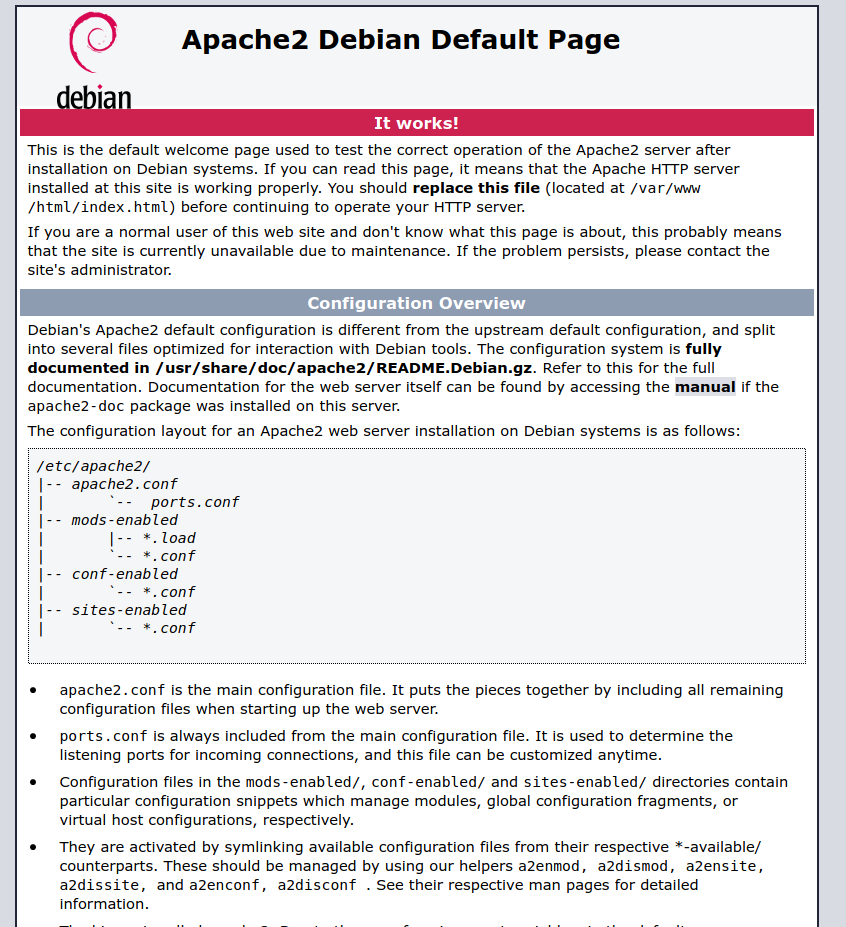 debian
Apache2 Debian Default Page
It works!
This is the default welcome page used to test the correct operation of the Apache2 server after
installation on Debian systems. If you can read this page, it means that the Apache HTTP server
installed at this site is working properly. You should replace this file (located at /var/www
/html/index.html) before continuing to operate your HTTP server.
If you are a normal user of this web site and don't know what this page is about, this probably means
that the site is currently unavailable due to maintenance. If the problem persists, please contact the
site's administrator.
Configuration Overview
Debian's Apache2 default configuration is different from the upstream default configuration, and split
into several files optimized for interaction with Debian tools. The configuration system is fully
documented in /usr/share/doc/apache2/README.Debian.gz. Refer to this for the full
documentation. Documentation for the web server itself can be found by accessing the manual if the
apache2-doc package was installed on this server.
The configuration layout for an Apache2 web server installation on Debian systems is as follows:
/etc/apache2/
|-- apache2.conf
|       `--  ports.conf
|-- mods-enabled
|       |-- *.load
|       `-- *.conf
|-- conf-enabled
|       `-- *.conf
|-- sites-enabled
|       `-- *.conf
• apache2.conf is the main configuration file. It puts the pieces together by including all remaining
configuration files when starting up the web server.
• ports.conf is always included from the main configuration file. It is used to determine the
listening ports for incoming connections, and this file can be customized anytime.
• Configuration files in the mods-enabled/, conf-enabled/ and sites-enabled/ directories contain
particular configuration snippets which manage modules, global configuration fragments, or
virtual host configurations, respectively.
• They are activated by symlinking available configuration files from their respective *-available/
counterparts. These should be managed by using our helpers a2enmod, a2dismod, a2ensite,
a2dissite, and a2enconf, a2disconf . See their respective man pages for detailed
information.